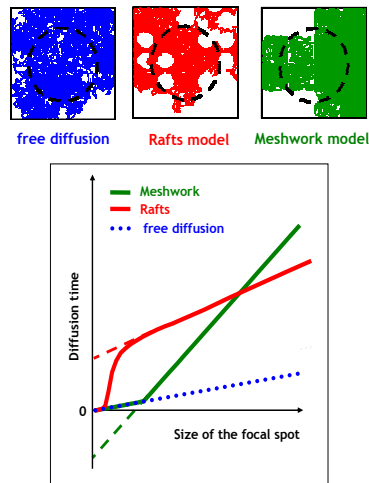 free diffusion
Rafts model
Meshwork model
Meshwork
Rafts
free diffusion
Diffusion time
0
Size of the focal spot